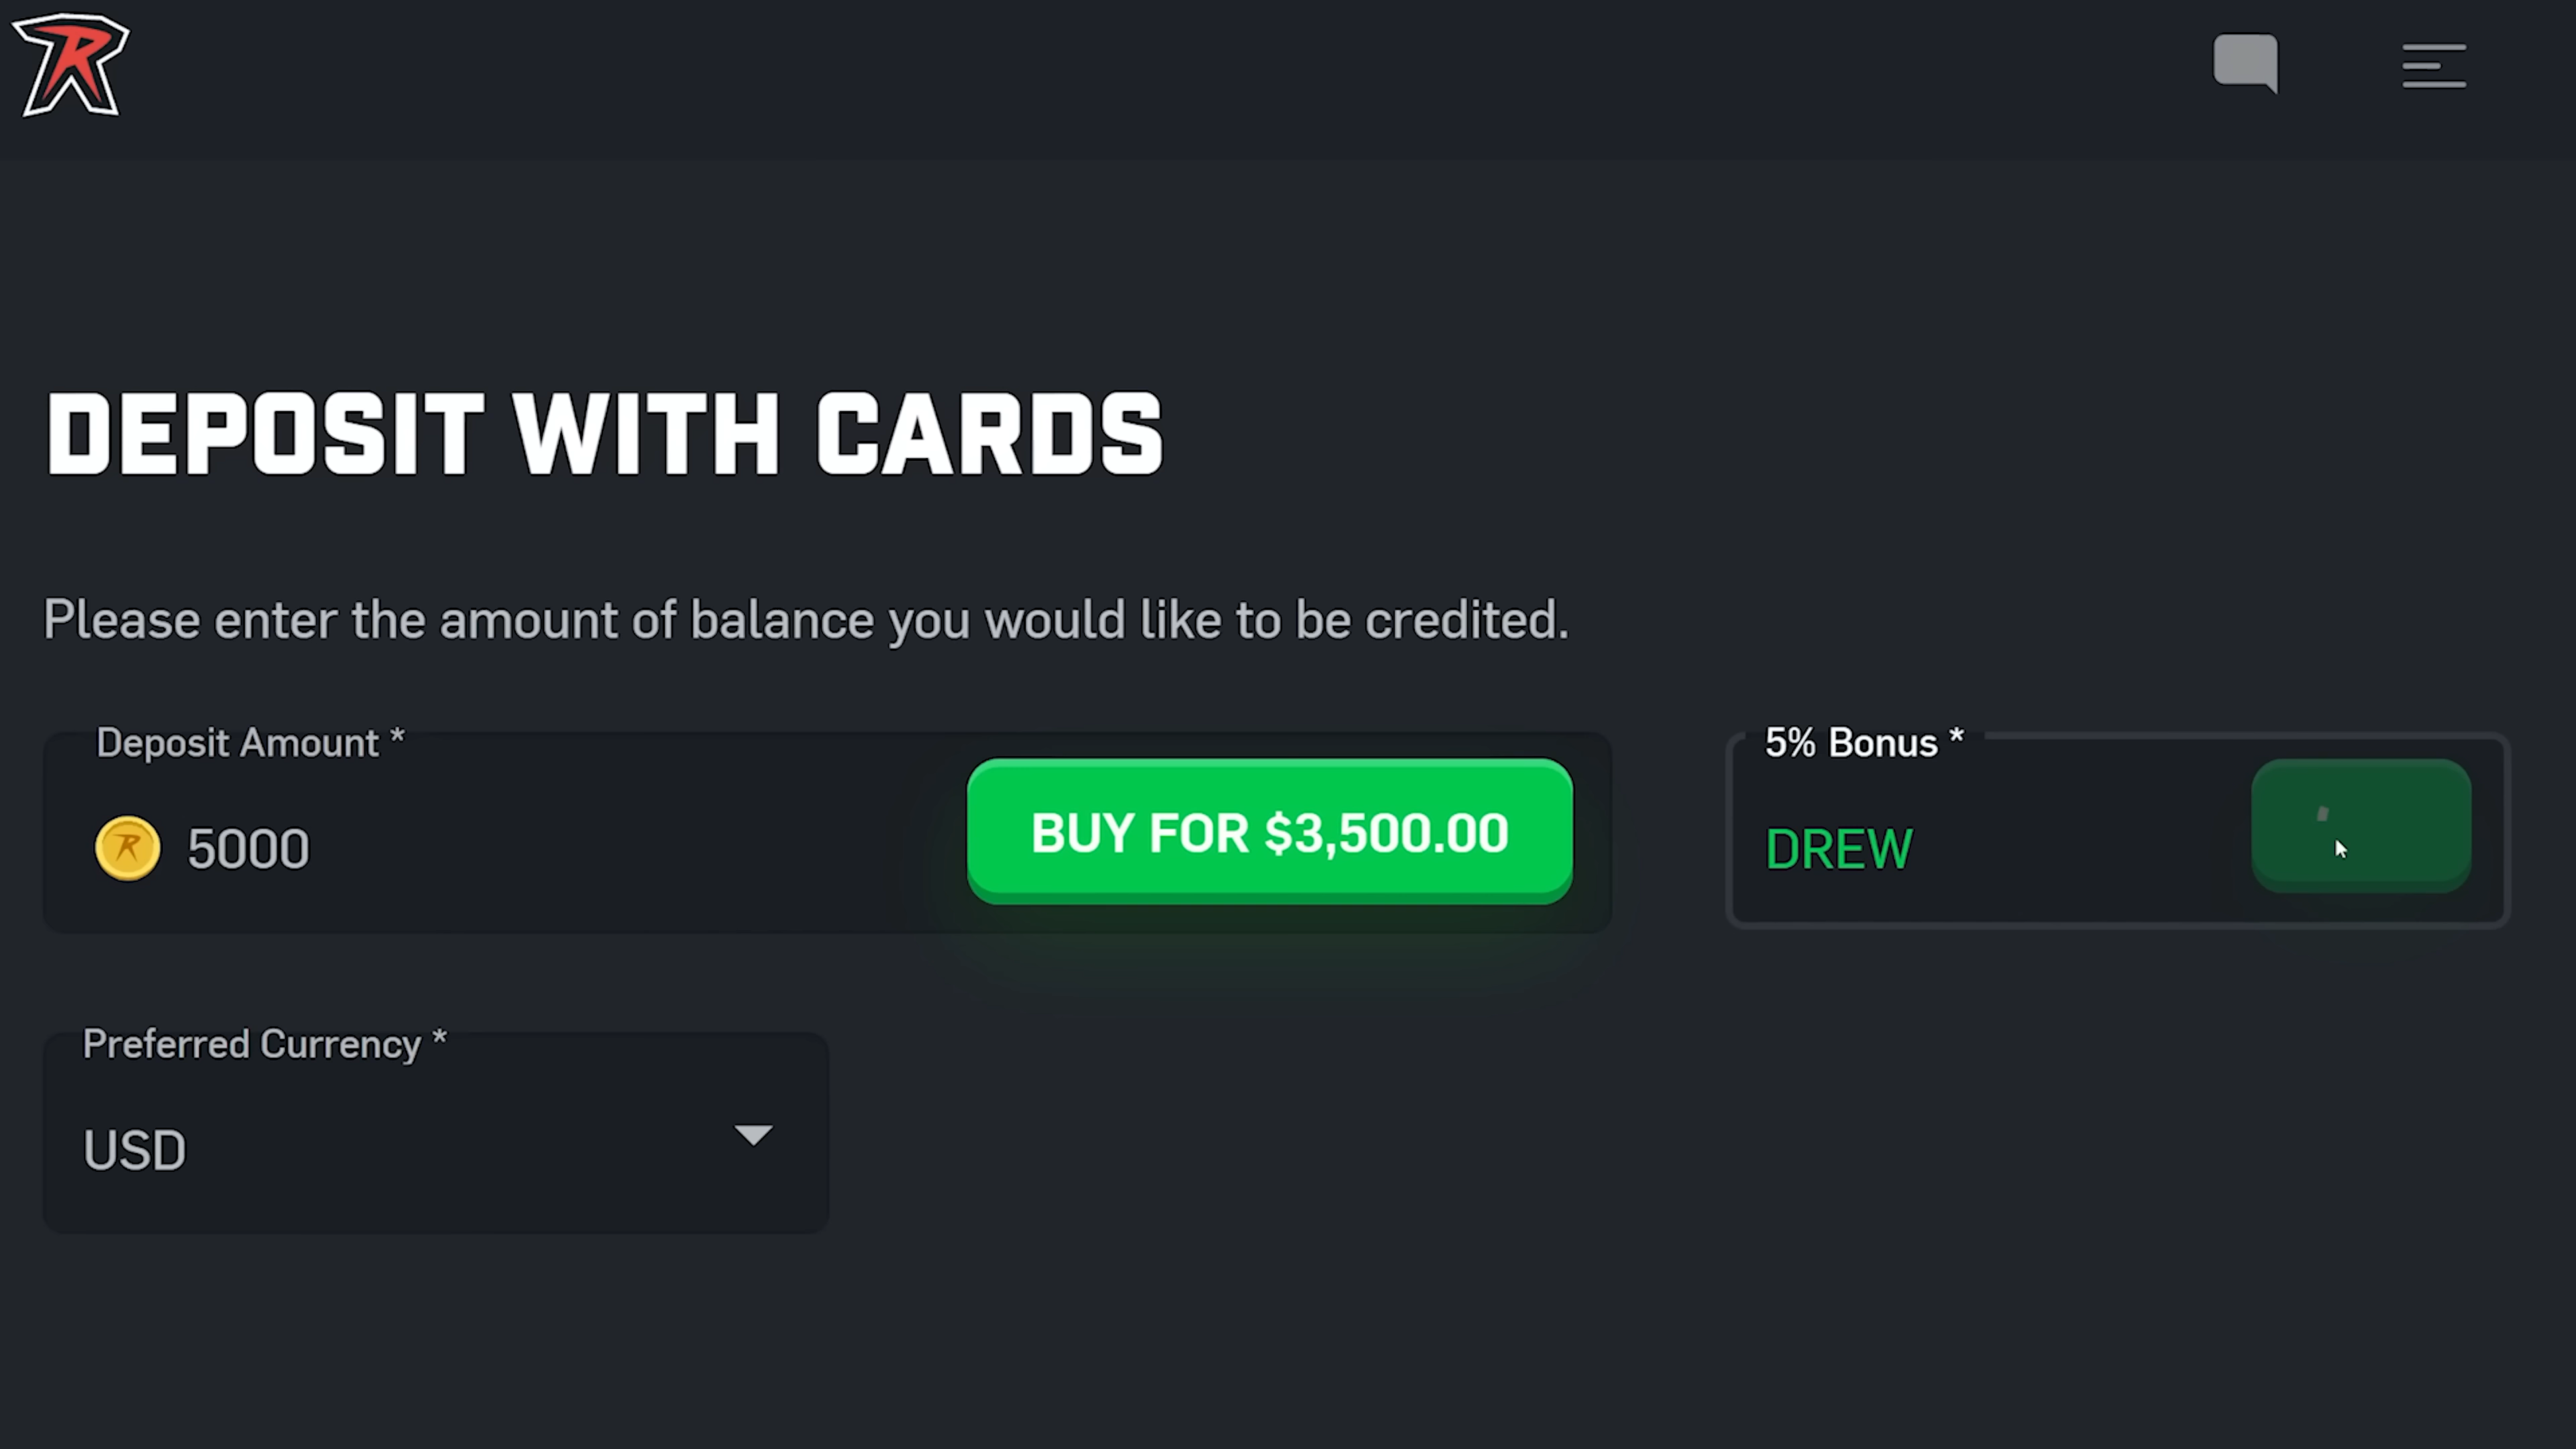 R
DEPOSIT WITH CARDS
Please enter the amount of balance you would like to be credited.
Deposit Amount *
R 5000
BUY FOR $3,500.00
5% Bonus *
DREW
Preferred Currency *
USD